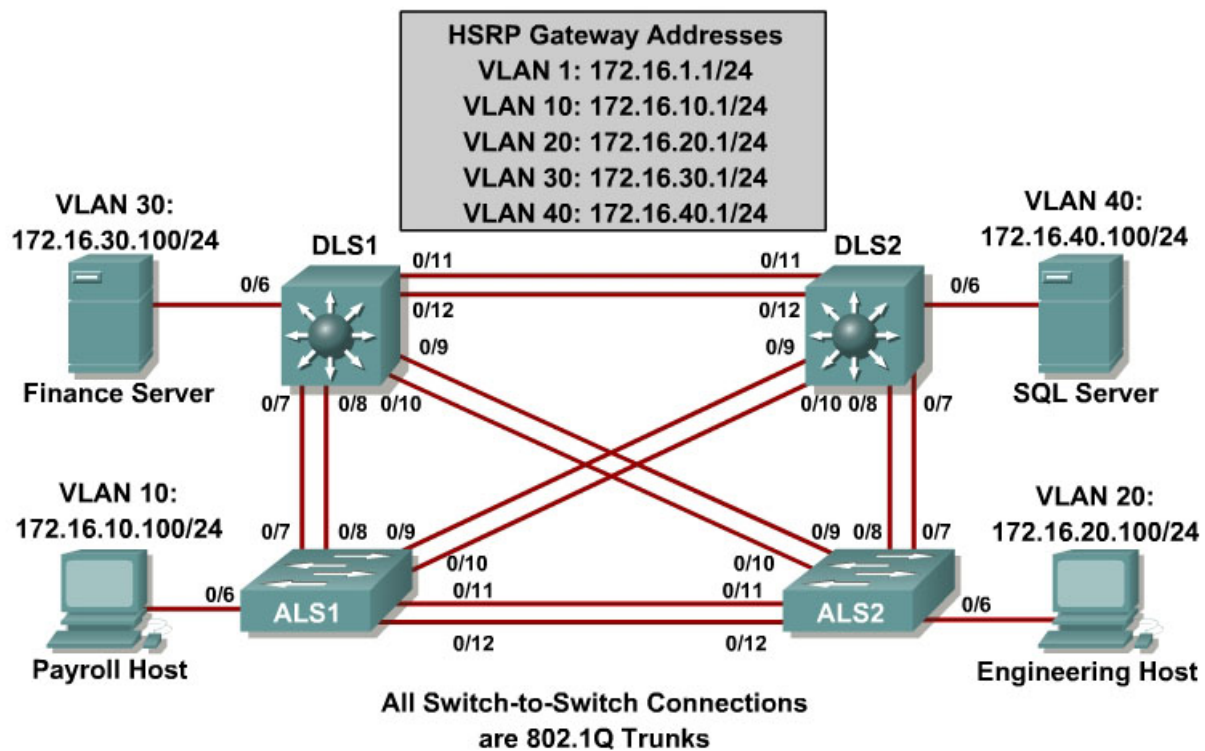 HSRP Gateway Addresses
VLAN 1: 172.16.1.1/24
VLAN 10: 172.16.10.1/24
VLAN 20: 172.16.20.1/24
VLAN 30: 172.16.30.1/24
VLAN 40: 172.16.40.1/24
VLAN 30:
172.16.30.100/24
Finance Server
DLS1
DLS2
VLAN 40:
172.16.40.100/24
SQL Server
0/6
0/11
0/11
0/12
0/12
0/6
0/9
0/9
0/7
0/8
0/10
0/10
0/8
0/7
VLAN 10:
172.16.10.100/24
Payroll Host
VLAN 20:
172.16.20.100/24
Engineering Host
0/7
0/8
0/9
0/10
0/9
0/8
0/7
0/10
0/6
ALS1
0/11
0/11
ALS2
0/6
0/12
0/12
All Switch-to-Switch Connections
are 802.1Q Trunks